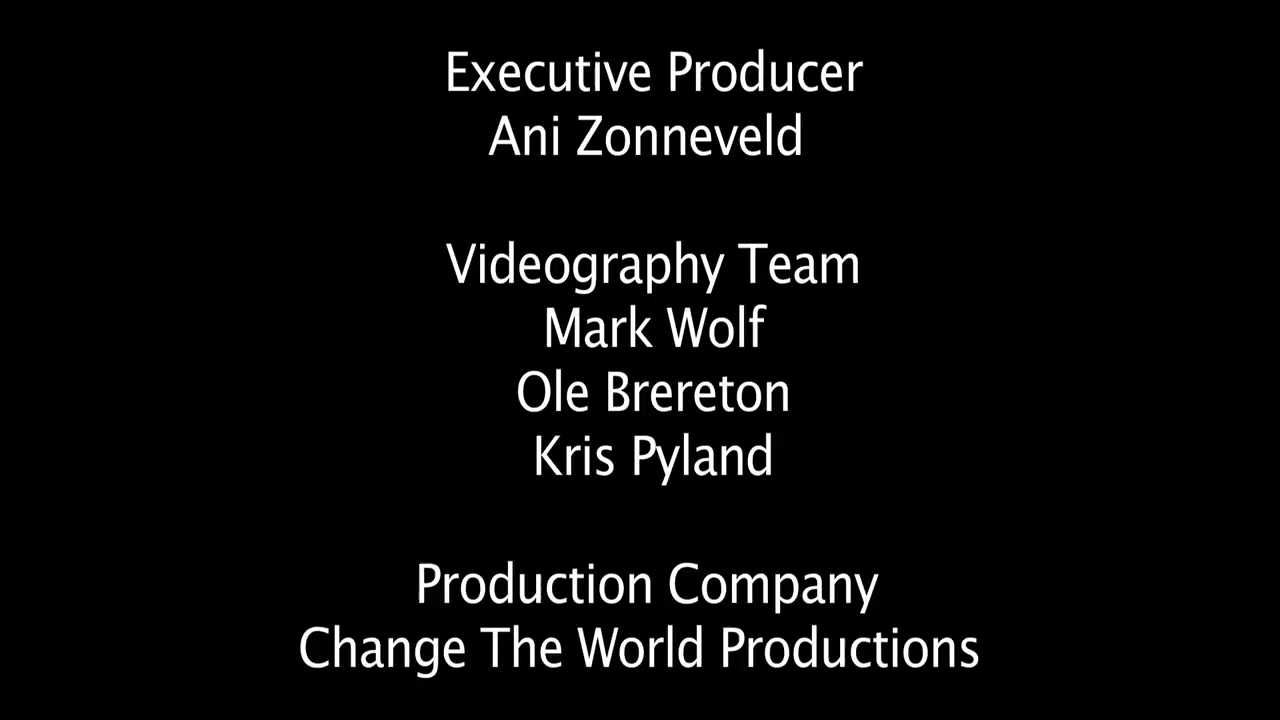 Executive Producer
Ani Zonneveld
Videography Team
Mark Wolf
Ole Brereton
Kris Pyland
Production Company
Change The World Productions